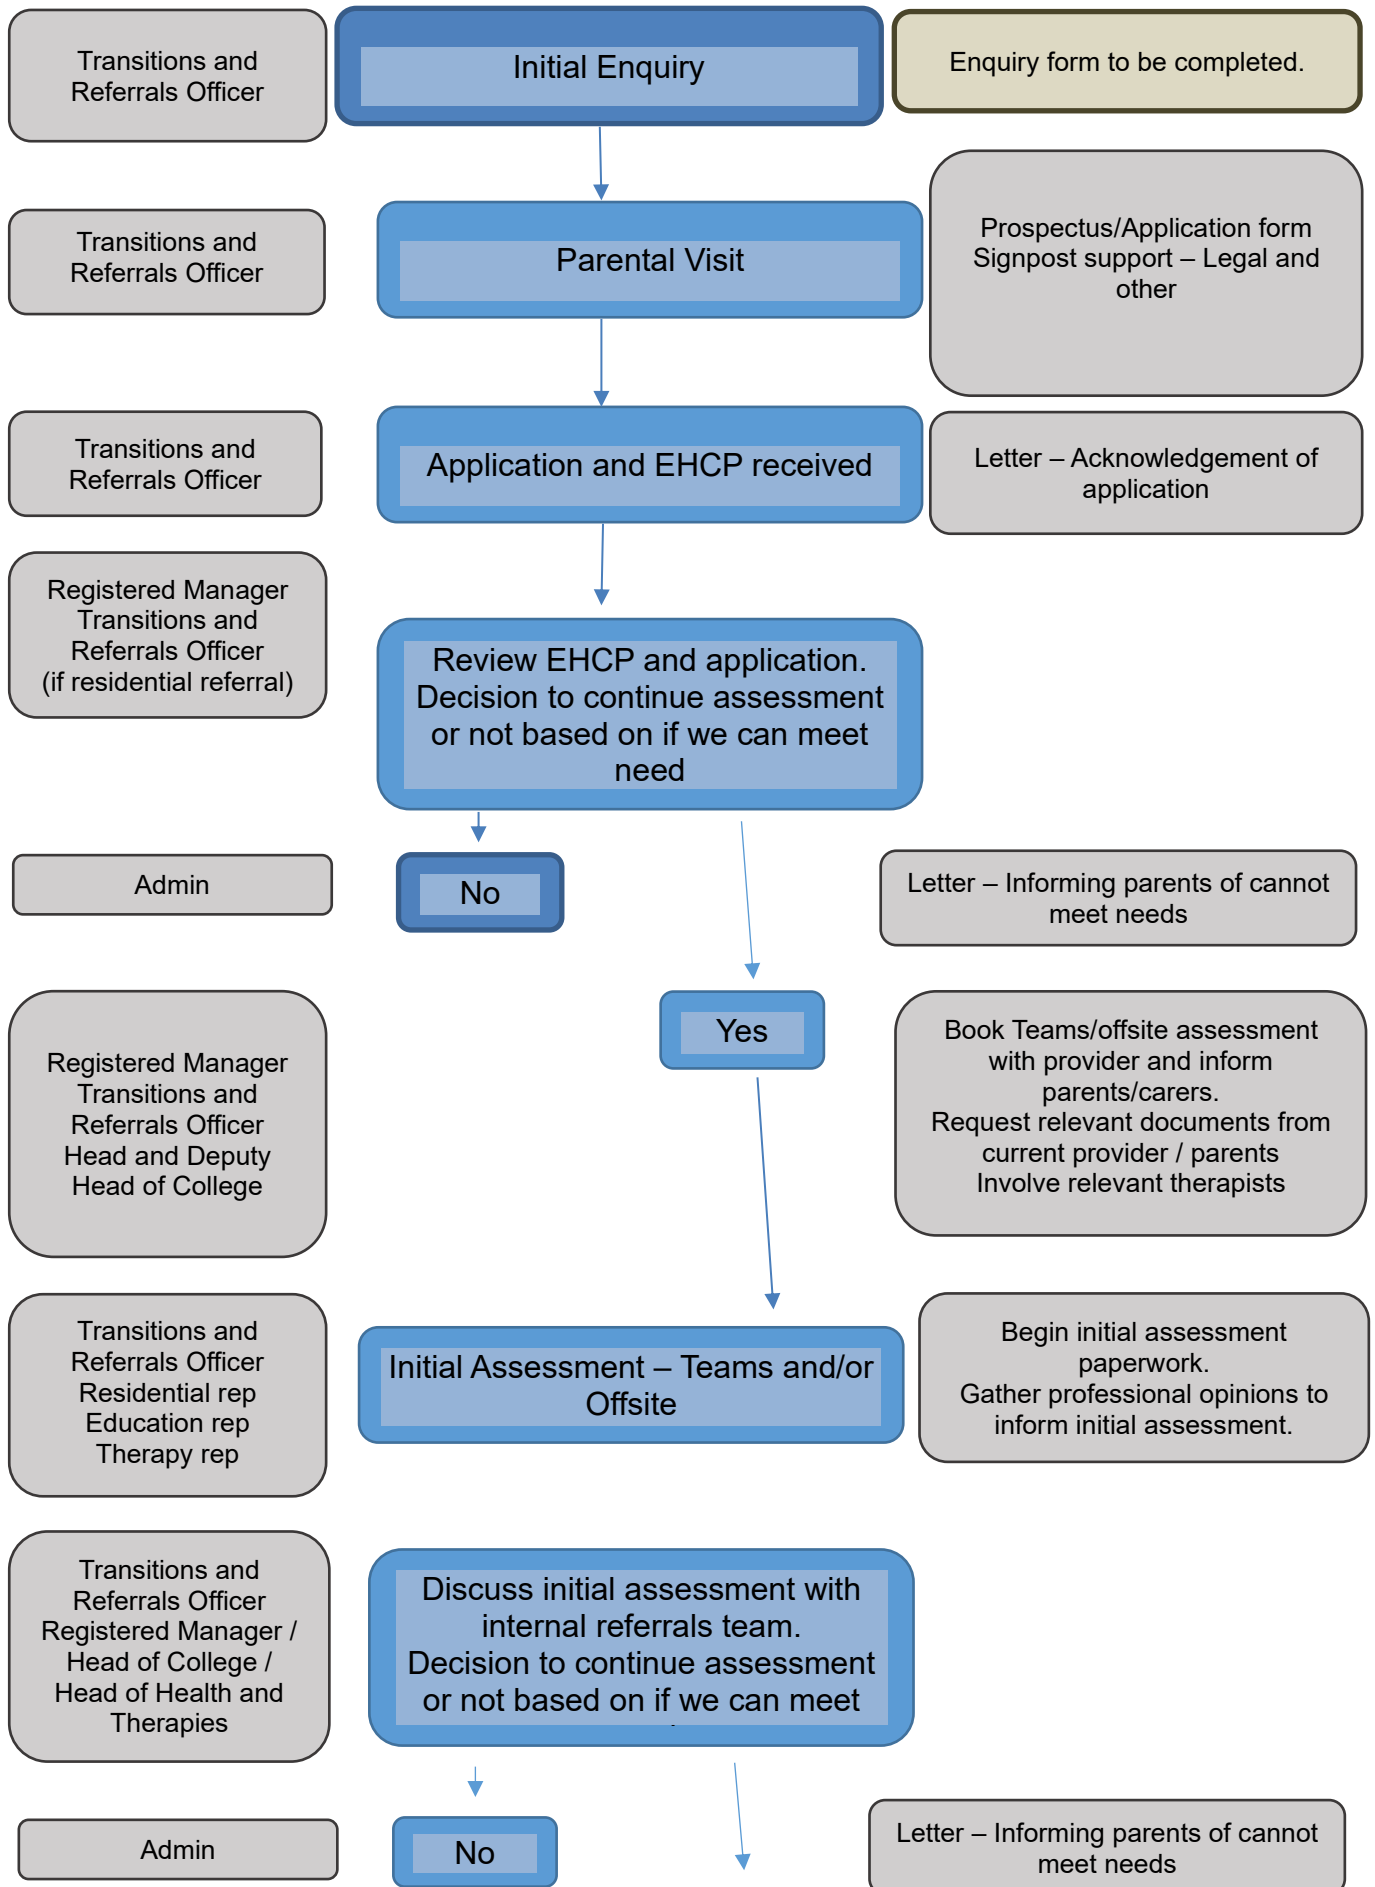 Transitions and
Referrals Officer
Initial Enquiry
Enquiry form to be completed.
Transitions and
Referrals Officer
Parental Visit
Prospectus/Application form
Signpost support – Legal and
other
Transitions and
Referrals Officer
Application and EHCP received
Letter – Acknowledgement of
application
Registered Manager
Transitions and
Referrals Officer
(if residential referral)
Review EHCP and application.
Decision to continue assessment
or not based on if we can meet
need
Admin
No
Letter – Informing parents of cannot
meet needs
Yes
Registered Manager
Transitions and
Referrals Officer
Head and Deputy
Head of College
Book Teams/offsite assessment
with provider and inform
parents/carers.
Request relevant documents from
current provider / parents
Involve relevant therapists
Transitions and
Referrals Officer
Residential rep
Education rep
Therapy rep
Initial Assessment – Teams and/or
Offsite
Begin initial assessment
paperwork.
Gather professional opinions to
inform initial assessment.
Transitions and
Referrals Officer
Registered Manager /
Head of College /
Head of Health and
Therapies
Discuss initial assessment with
internal referrals team.
Decision to continue assessment
or not based on if we can meet
Admin
No
Letter – Informing parents of cannot
meet needs